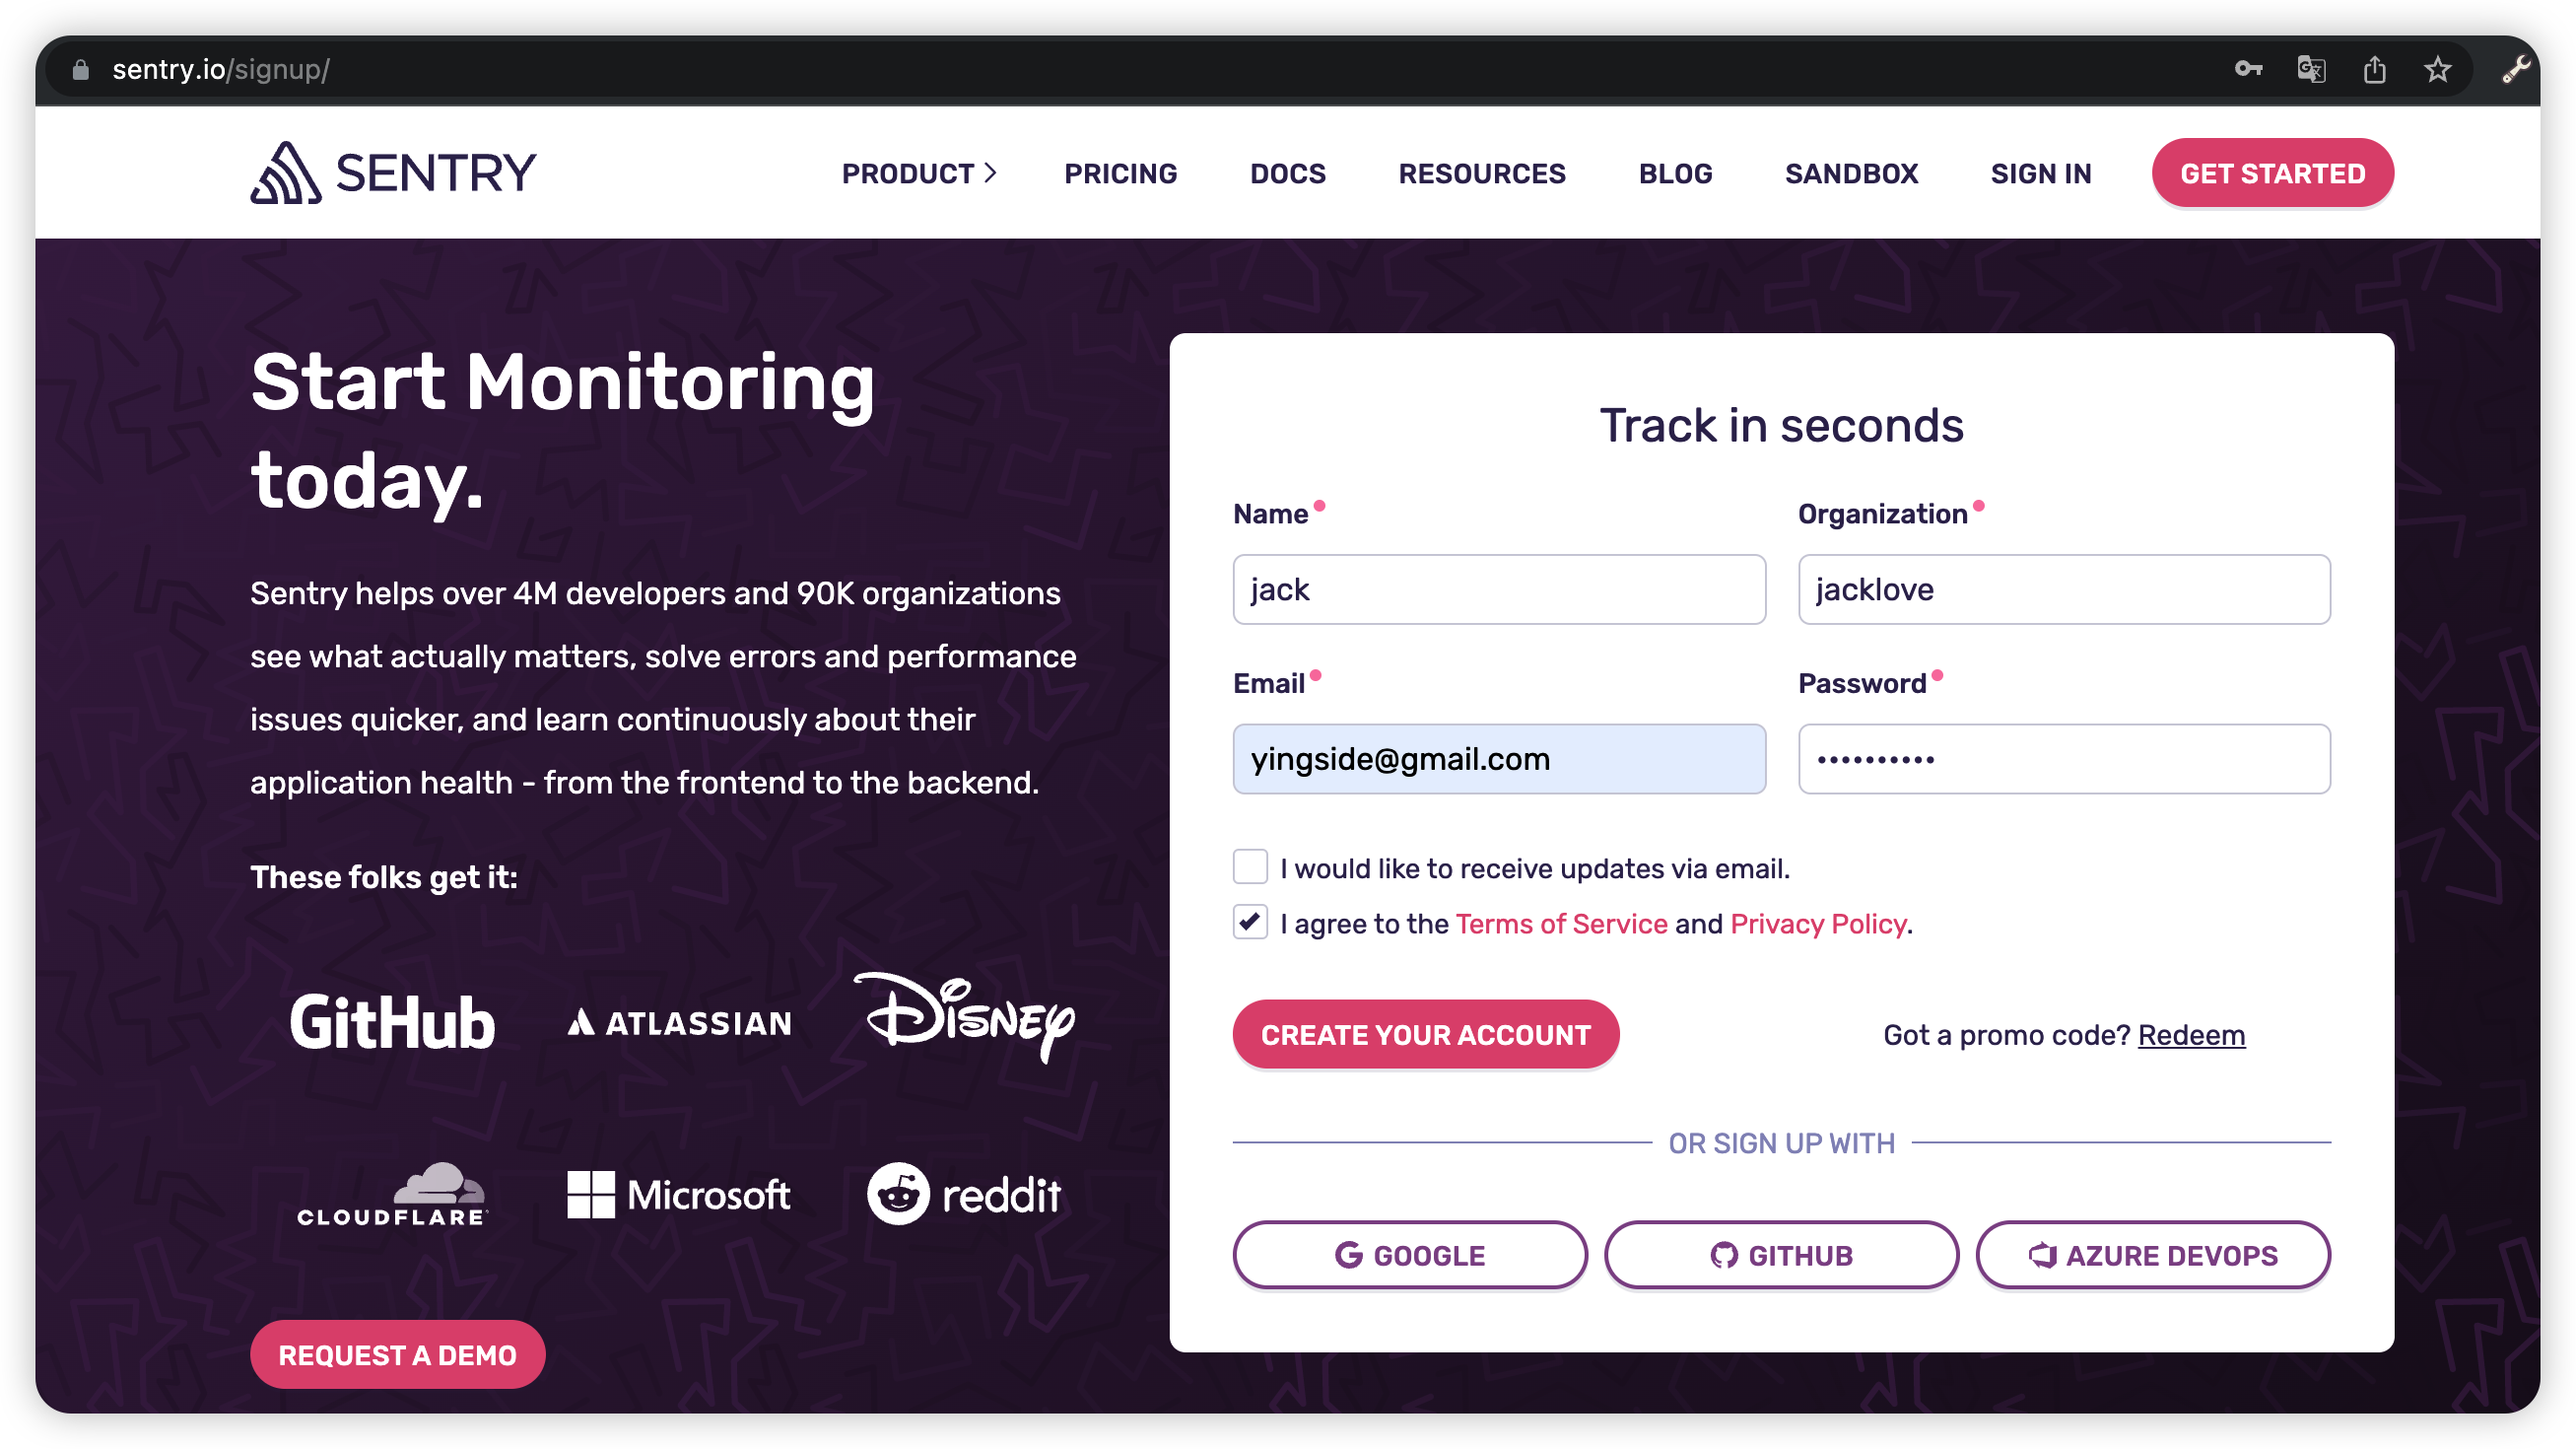 sentry.io/signup/
SENTRY
PRODUCT
PRICING
DOCS
RESOURCES
BLOG
SANDBOX
SIGN IN
GET STARTED
Start Monitoring
today.
Sentry helps over 4M developers and 90K organizations
see what actually matters, solve errors and performance
issues quicker, and learn continuously about their
application health - from the frontend to the backend.
These folks get it:
GitHub
ATLASSIAN
Disney
CLOUDFLARE
Microsoft
reddit
REQUEST A DEMO
Track in seconds
Name
Organization
jack
jacklove
Email
Password
yingside@gmail.com
••••••••••
I would like to receive updates via email.
I agree to the Terms of Service and Privacy Policy.
CREATE YOUR ACCOUNT
Got a promo code? Redeem
OR SIGN UP WITH
GOOGLE
GITHUB
AZURE DEVOPS